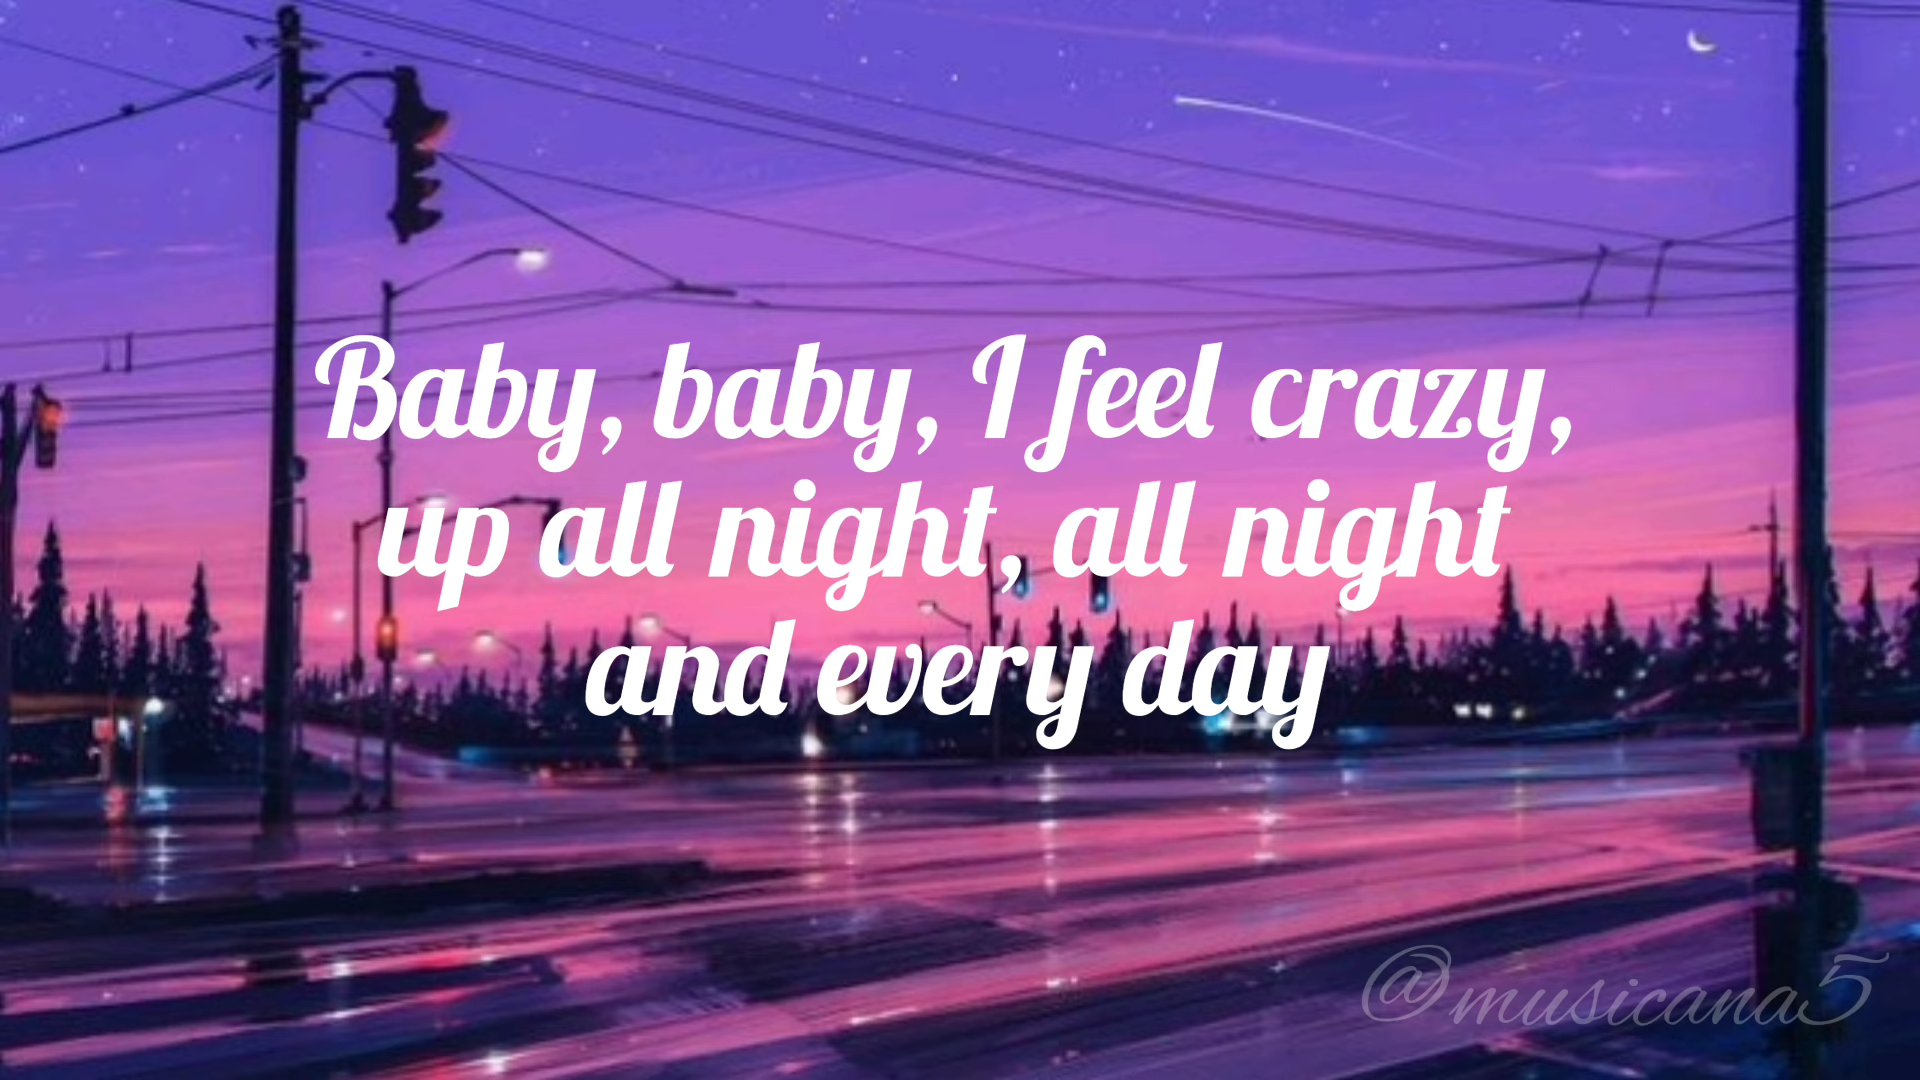 Baby, baby, I feel crazy,
up all night, all night
and every day
@musicana5